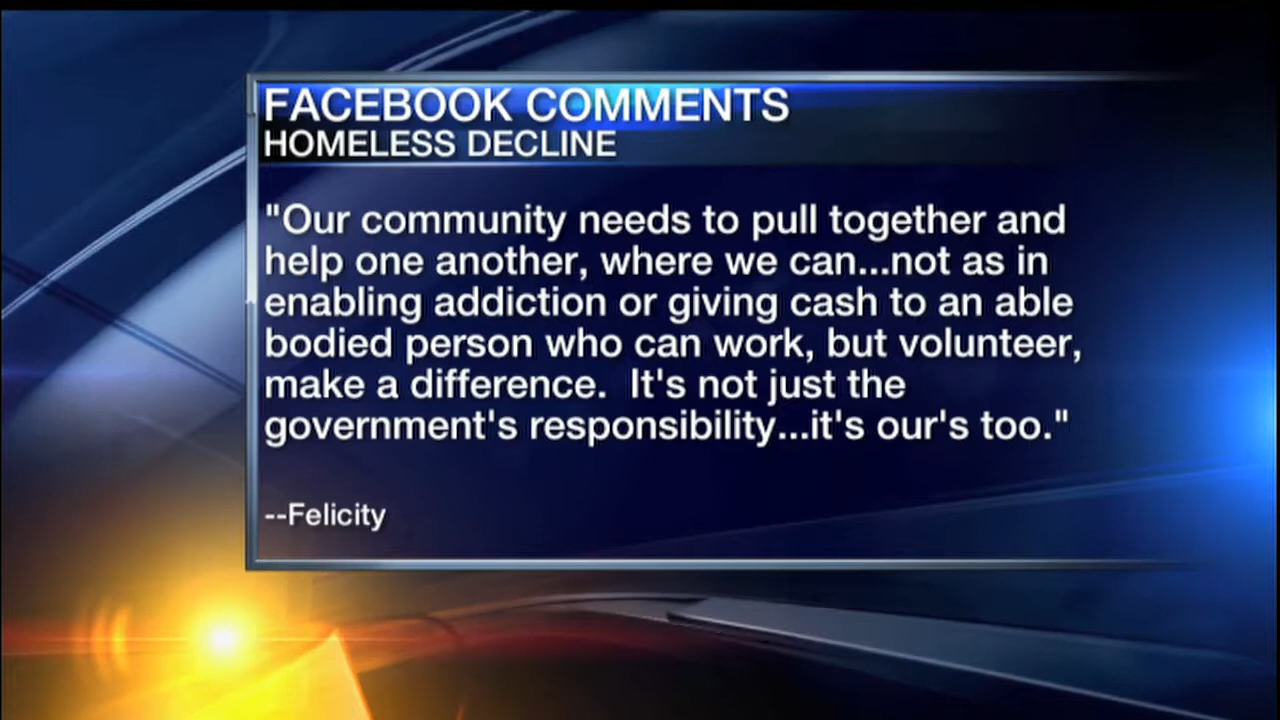 FACEBOOK COMMENTS
HOMELESS DECLINE
"Our community needs to pull together and
help one another, where we can...not as in
enabling addiction or giving cash to an able
bodied person who can work, but volunteer,
make a difference.  It's not just the
government's responsibility...it's our's too."
--Felicity